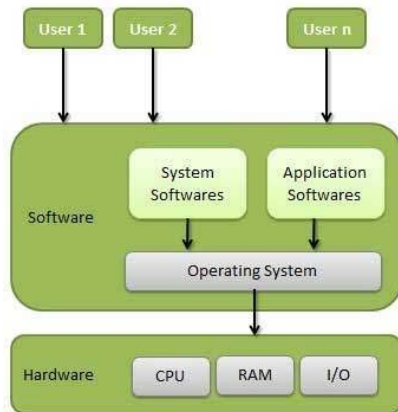 User 1
User 2
User n
System
Softwares
Application
Softwares
Software
Operating System
Hardware
CPU
RAM
I/O